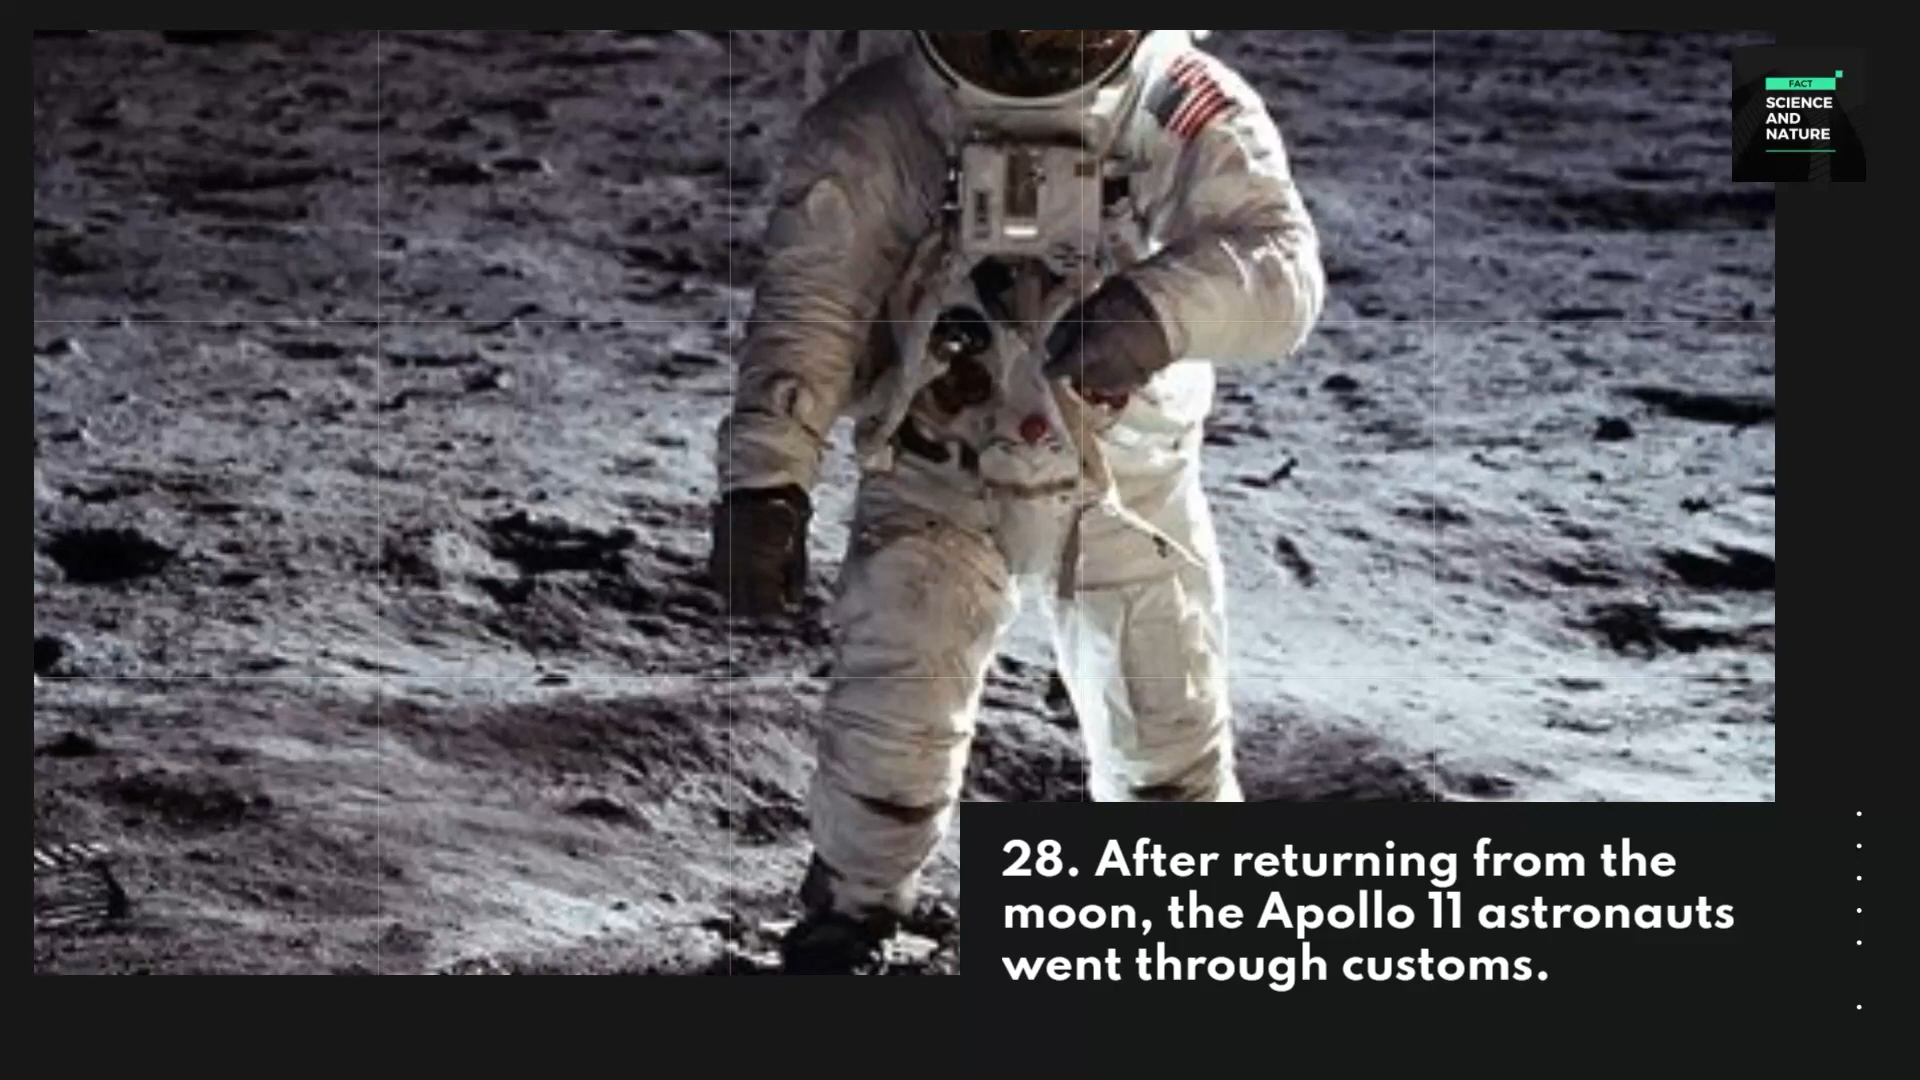 FACT
SCIENCE
AND
NATURE
28. After returning from the
moon, the Apollo 11 astronauts
went through customs.